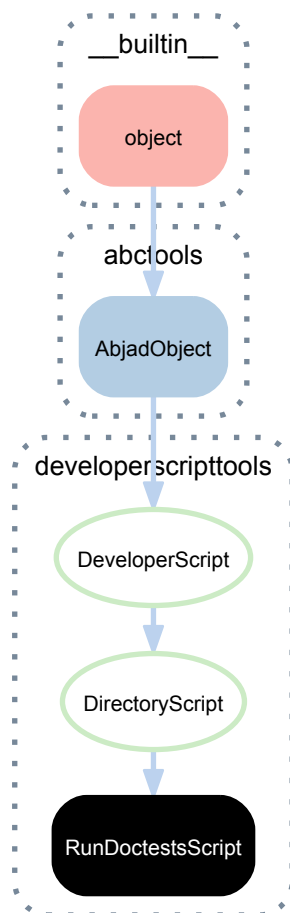 __builtin__
object
abctools
AbjadObject
developerscripttools
DeveloperScript
DirectoryScript
RunDoctestsScript